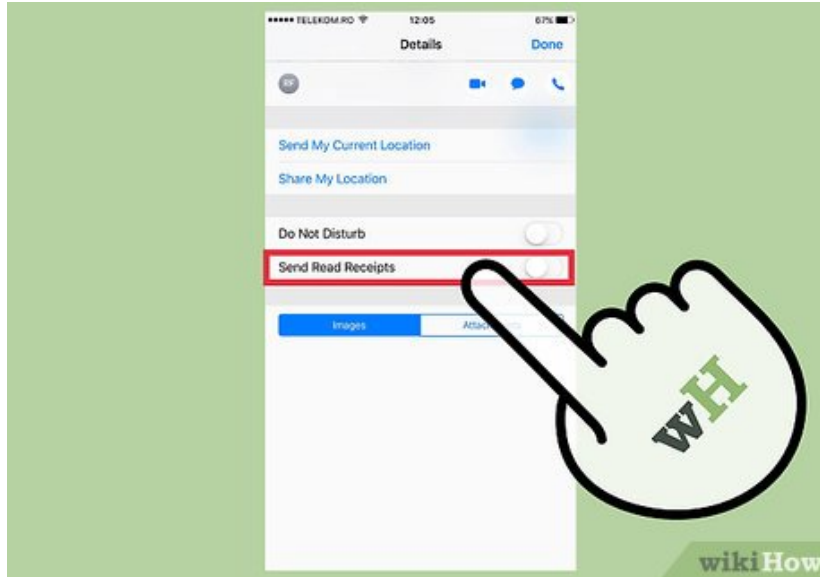 TELEKOM.RO 12:05 67%
Details Done
RF
Send My Current Location
Share My Location
Do Not Disturb
Send Read Receipts
Images
wH
wikiHow